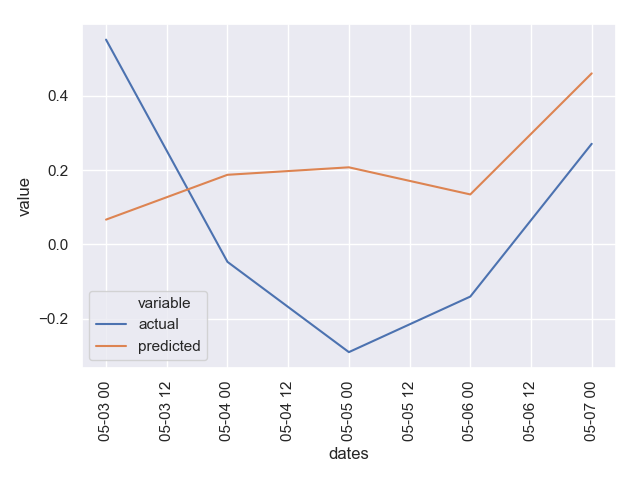 0.4
0.2
0.0
−0.2
value
variable
actual
predicted
05-03 00
05-03 12
05-04 00
05-04 12
05-05 00
05-05 12
05-06 00
05-06 12
05-07 00
dates